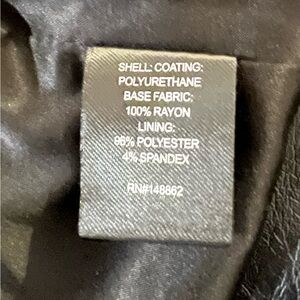 SHELL: COATING:
POLYURETHANE
BASE FABRIC:
100% RAYON
LINING:
96% POLYESTER
4% SPANDEX
RN#148662